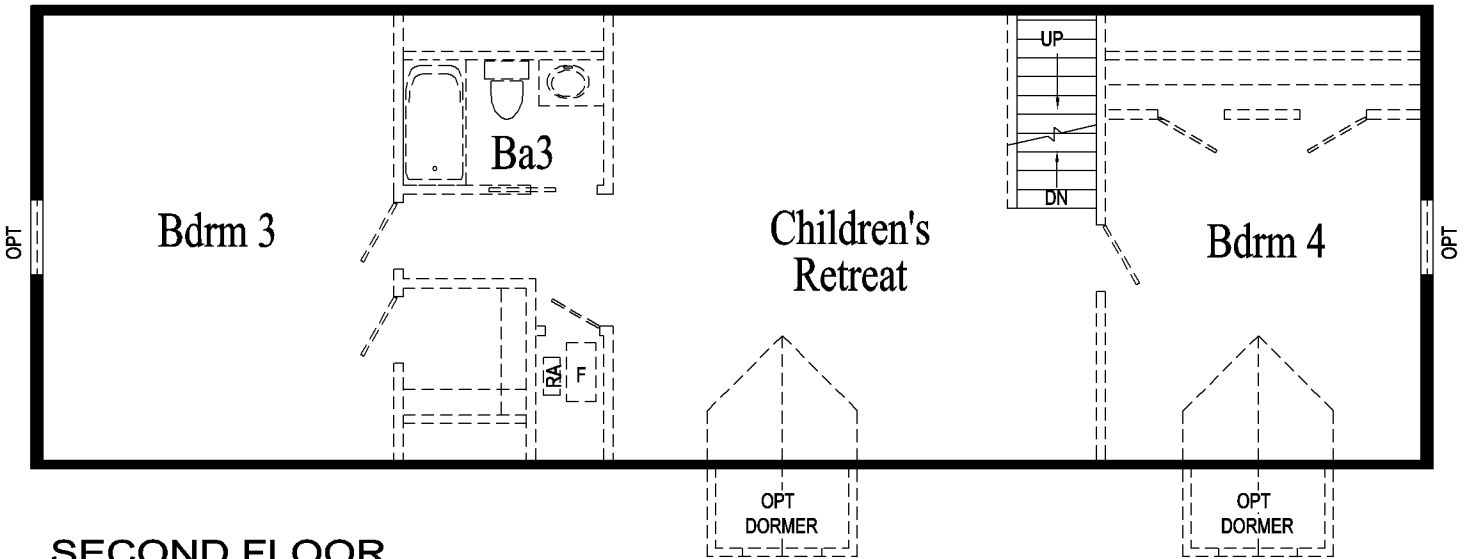 UP
Ba3
DN
OPT
Bdrm 3
Children's
Retreat
Bdrm 4
OPT
RA
F
OPT
DORMER
OPT
DORMER
SECOND FLOOR